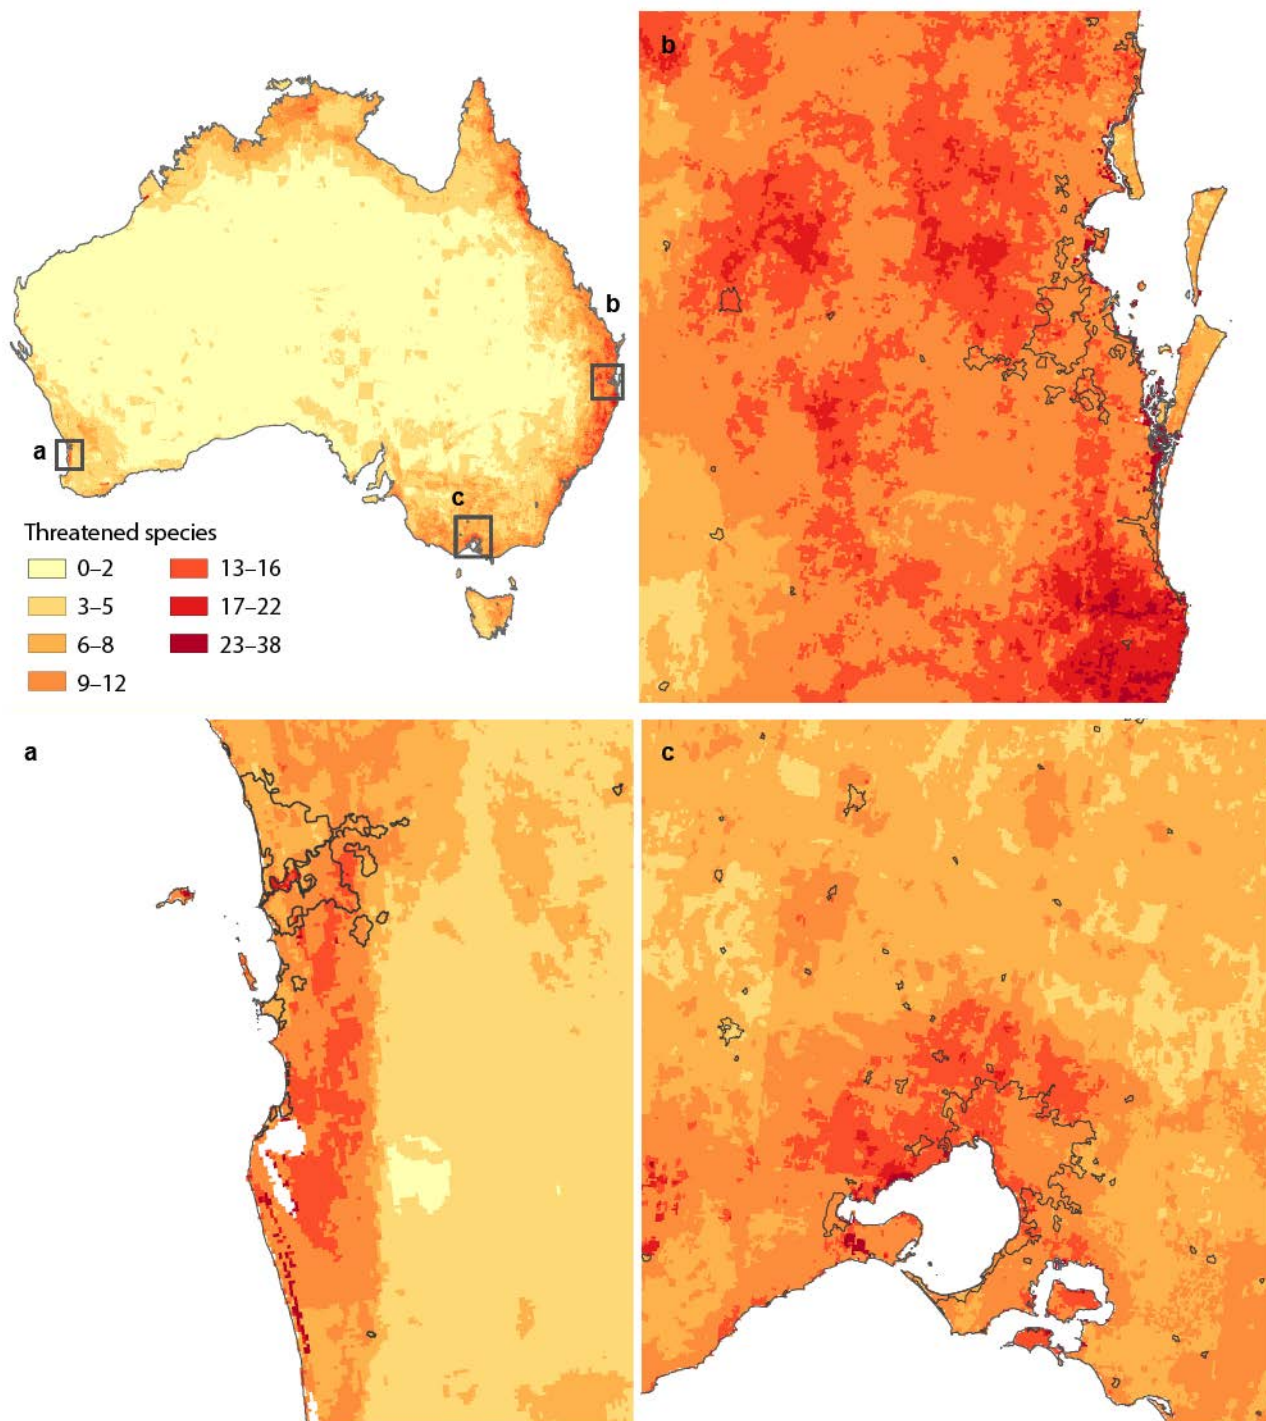 b
a
c
Threatened species
0–2
3–5
6–8
9–12
13–16
17–22
23–38
b
a
c